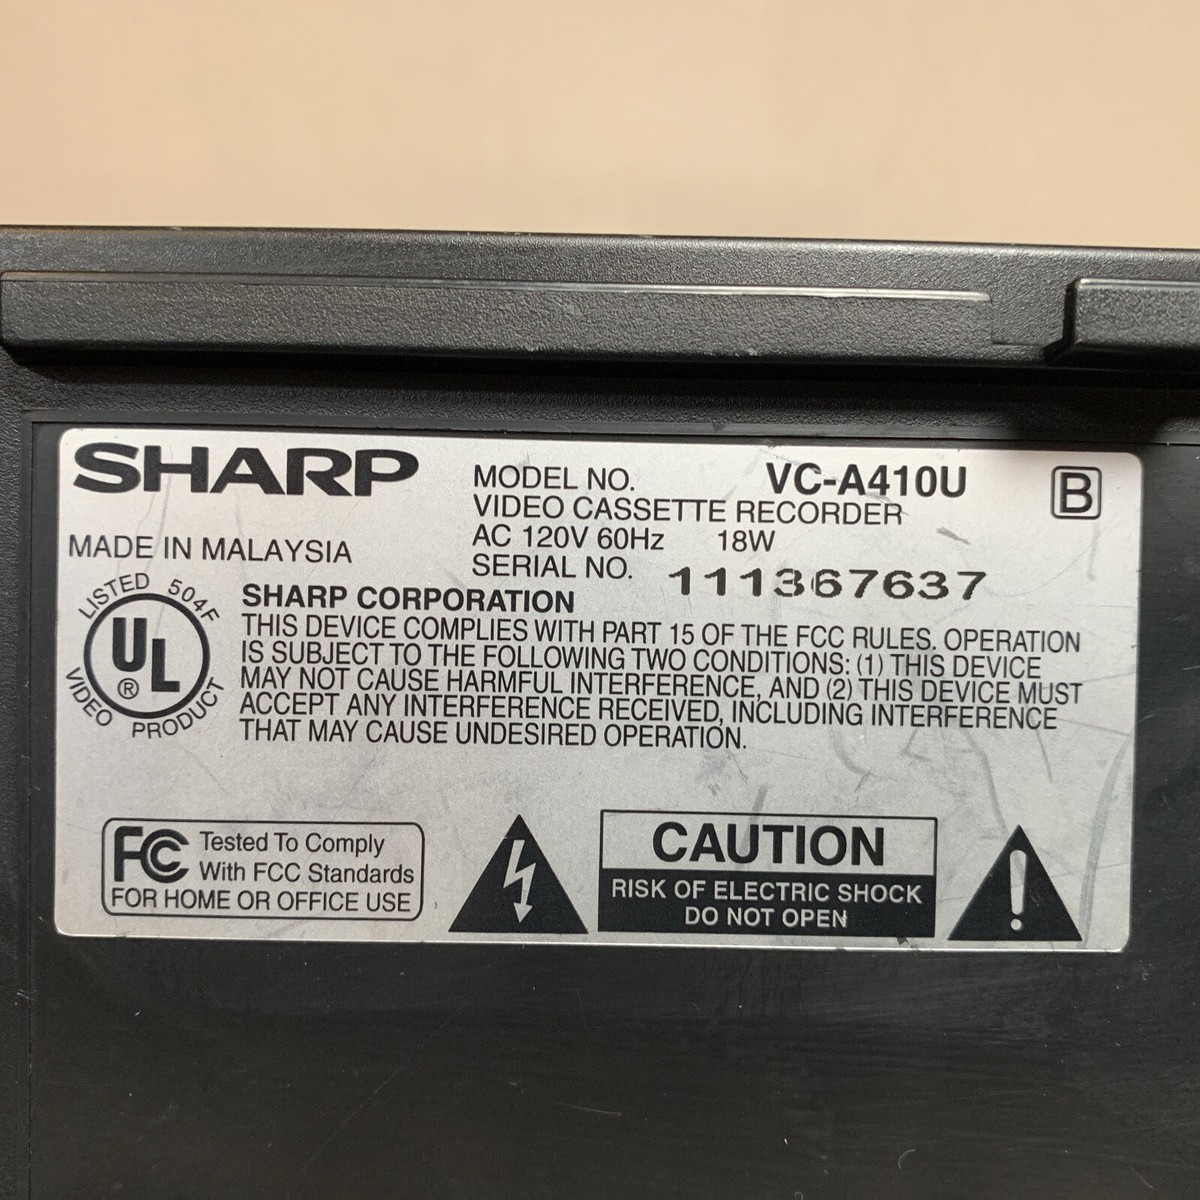 SHARP
MODEL NO. VC-A410U B
VIDEO CASSETTE RECORDER
AC 120V 60Hz 18W
MADE IN MALAYSIA
SERIAL NO. 111367637
LISTED 504F
UL ®
VIDEO PRODUCT
SHARP CORPORATION
THIS DEVICE COMPLIES WITH PART 15 OF THE FCC RULES. OPERATION
IS SUBJECT TO THE FOLLOWING TWO CONDITIONS: (1) THIS DEVICE
MAY NOT CAUSE HARMFUL INTERFERENCE, AND (2) THIS DEVICE MUST
ACCEPT ANY INTERFERENCE RECEIVED, INCLUDING INTERFERENCE
THAT MAY CAUSE UNDESIRED OPERATION.
FC Tested To Comply
With FCC Standards
FOR HOME OR OFFICE USE
CAUTION
RISK OF ELECTRIC SHOCK
DO NOT OPEN
!